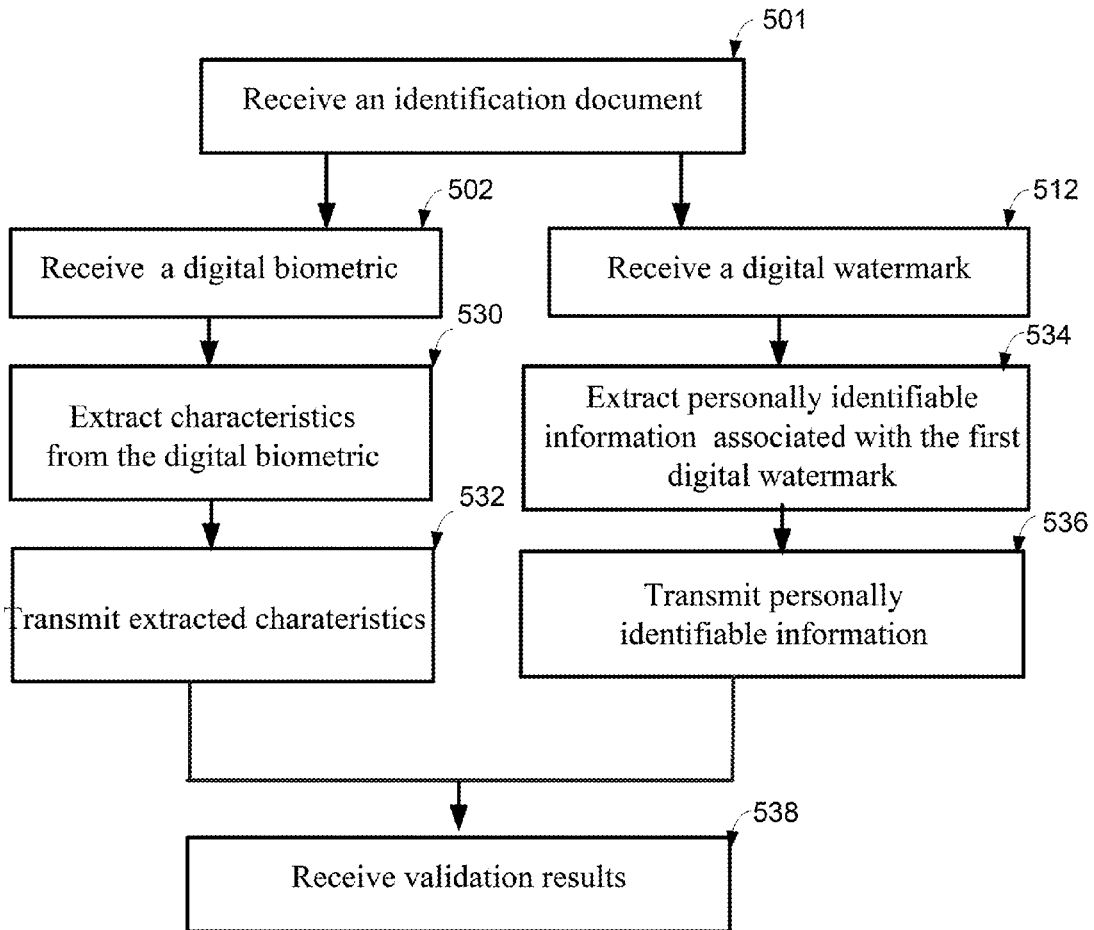 501
Receive an identification document
502
Receive a digital biometric
512
Receive a digital watermark
530
Extract characteristics
from the digital biometric
534
Extract personally identifiable
information associated with the first
digital watermark
532
Transmit extracted charateristics
536
Transmit personally
identifiable information
538
Receive validation results